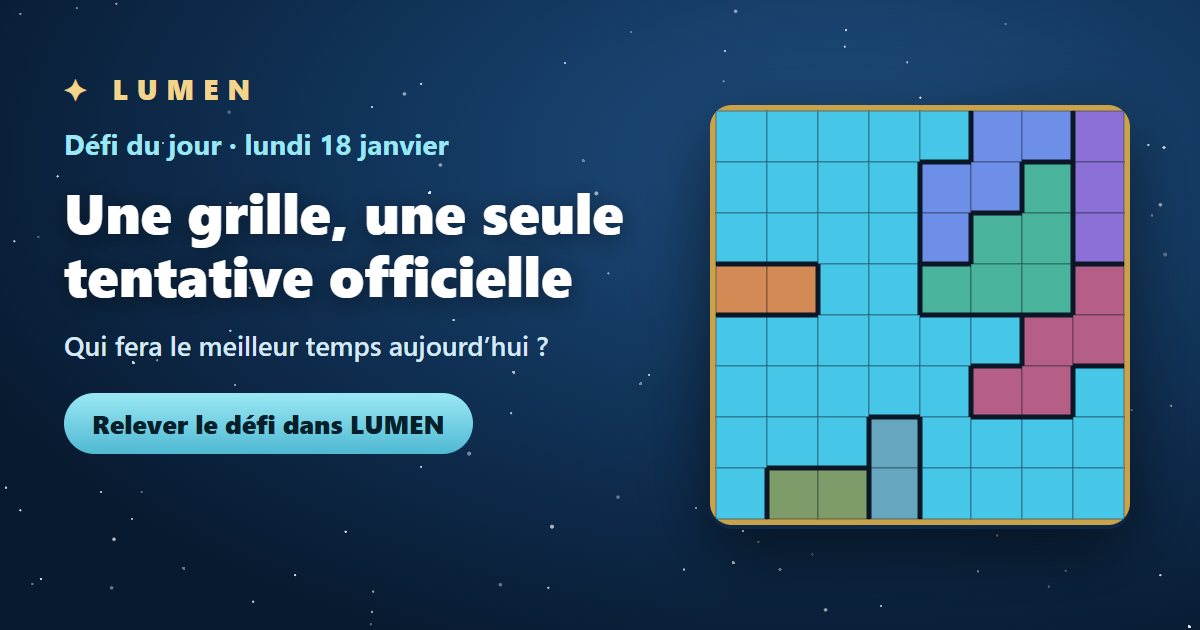 ✦ LUMEN
Défi du jour · lundi 18 janvier
Une grille, une seule
tentative officielle
Qui fera le meilleur temps aujourd’hui ?
Relever le défi dans LUMEN